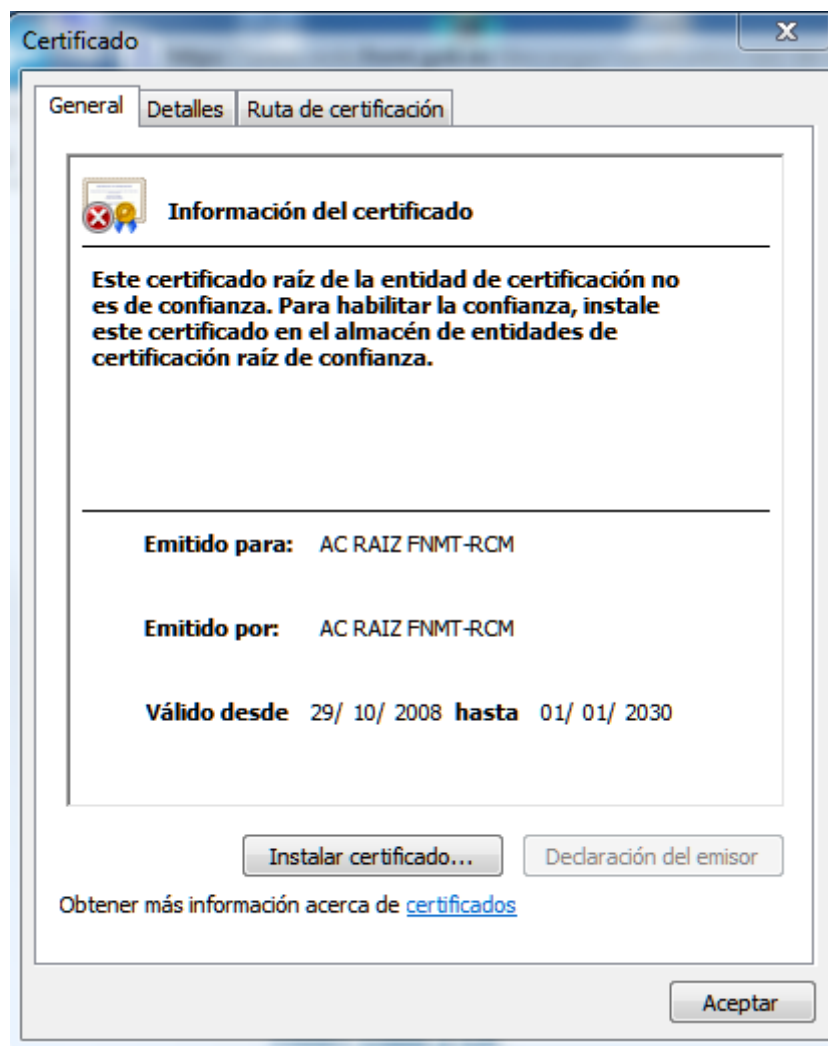 Certificado
General Detalles Ruta de certificación
Información del certificado
Este certificado raíz de la entidad de certificación no
es de confianza. Para habilitar la confianza, instale
este certificado en el almacén de entidades de
certificación raíz de confianza.
Emitido para: AC RAIZ FNMT-RCM
Emitido por: AC RAIZ FNMT-RCM
Válido desde 29/ 10/ 2008 hasta 01/ 01/ 2030
Instalar certificado... Declaración del emisor
Obtener más información acerca de certificados
Aceptar